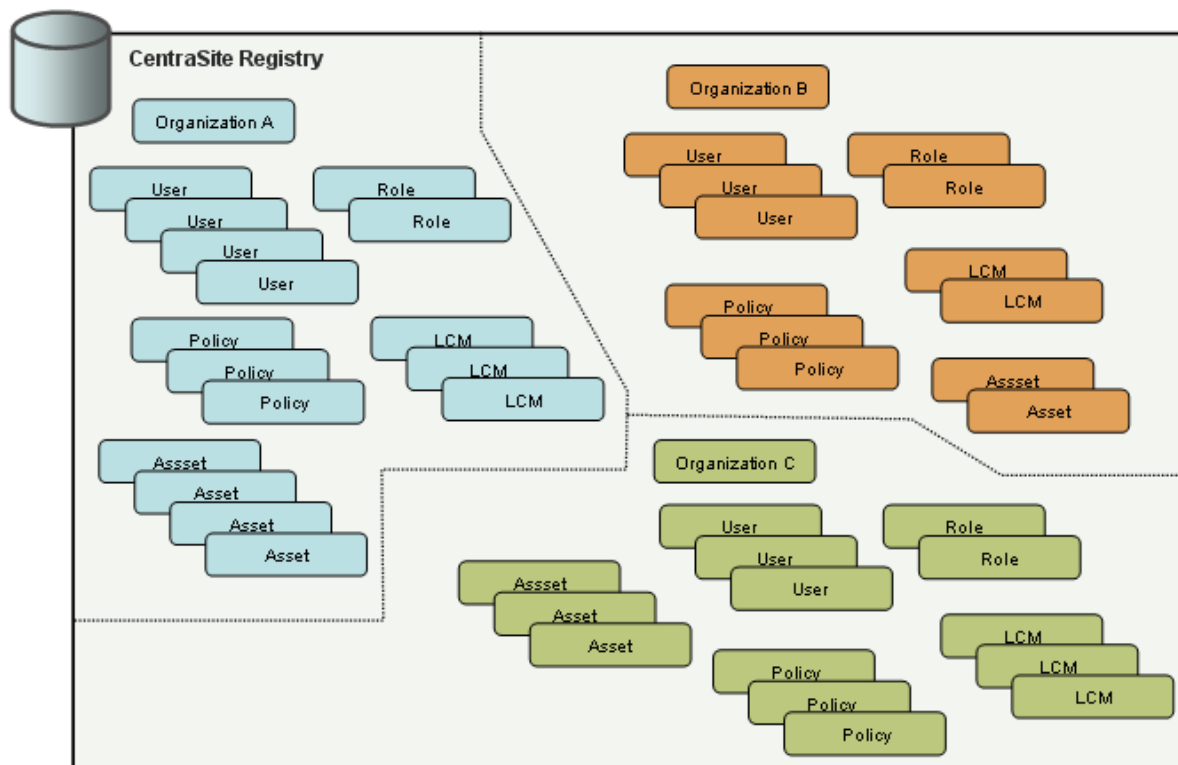 CentraSite Registry
Organization A
User
User
User
User
Role
Role
Policy
Policy
Policy
LCM
LCM
LCM
Assset
Asset
Asset
Asset
Organization B
User
User
User
Role
Role
Policy
Policy
Policy
LCM
LCM
Assset
Asset
Organization C
User
User
User
Role
Role
Assset
Asset
Asset
Policy
Policy
Policy
LCM
LCM
LCM